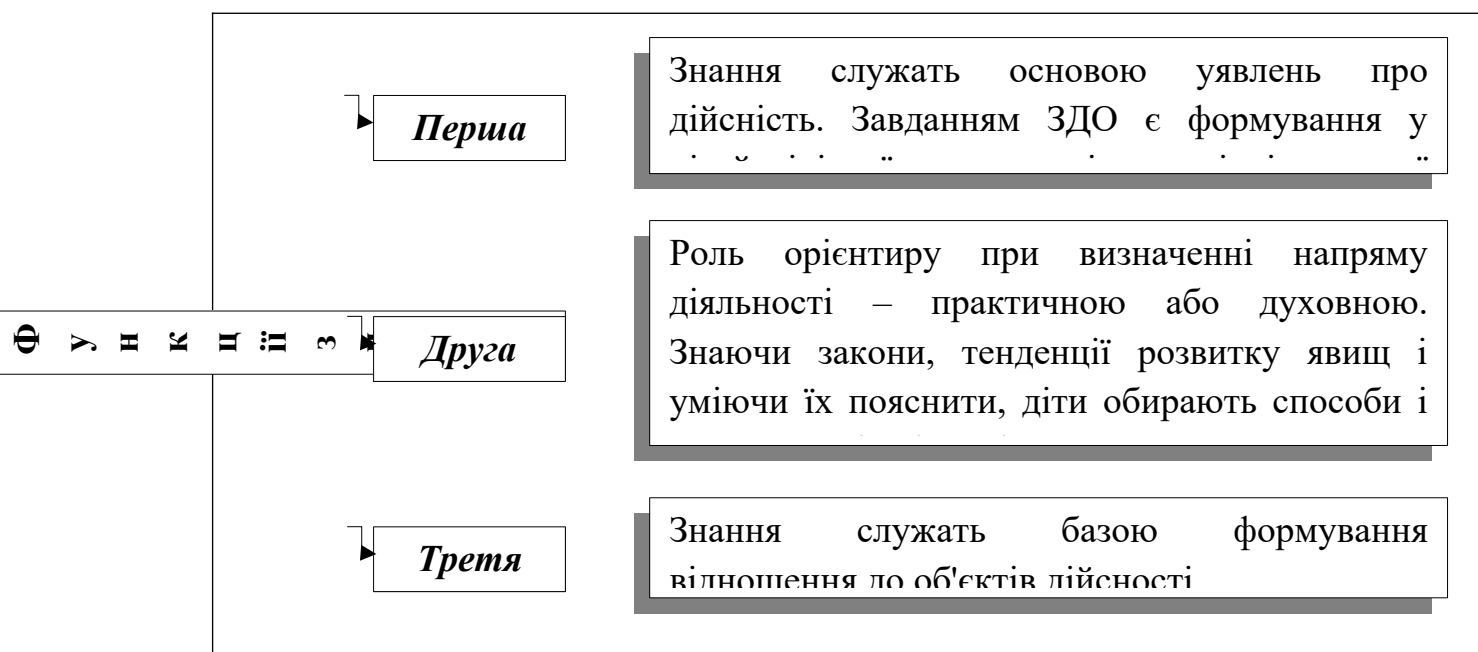 Функції з
Перша
Знання служать основою уявлень про
дійсність. Завданням ЗДО є формування у
Друга
Роль орієнтиру при визначенні напряму
діяльності – практичною або духовною.
Знаючи закони, тенденції розвитку явищ і
уміючи їх пояснити, діти обирають способи і
Третя
Знання служать базою формування
відношення до об'єктів дійсності